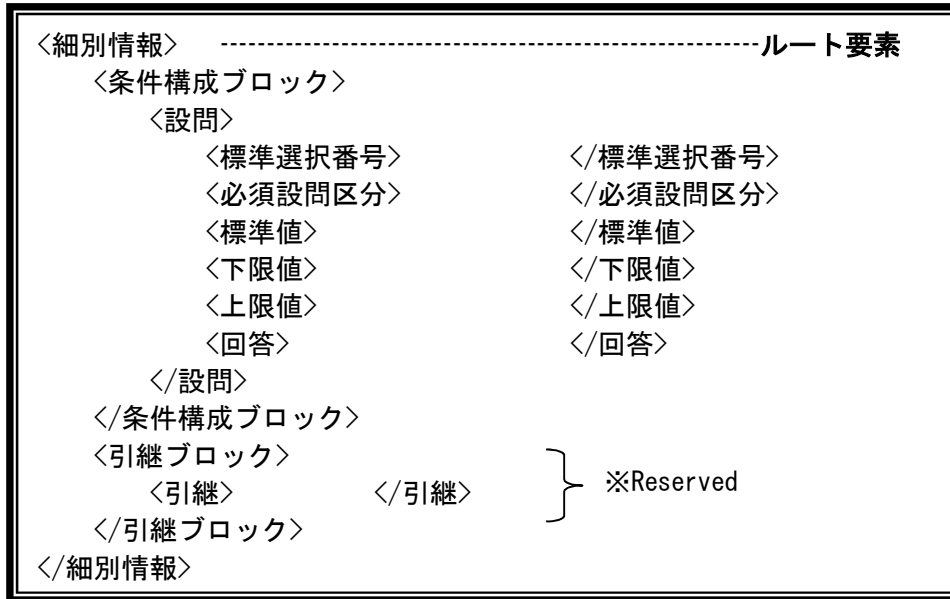 <細別情報> ----------------------------------------------------------ルート要素
<条件構成ブロック>
<設問>
<標準選択番号> </標準選択番号>
<必須設問区分> </必須設問区分>
<標準値> </標準値>
<下限値> </下限値>
<上限値> </上限値>
<回答> </回答>
</設問>
</条件構成ブロック>
<引継ブロック>
<引継> </引継> ※Reserved
</引継ブロック>
</細別情報>